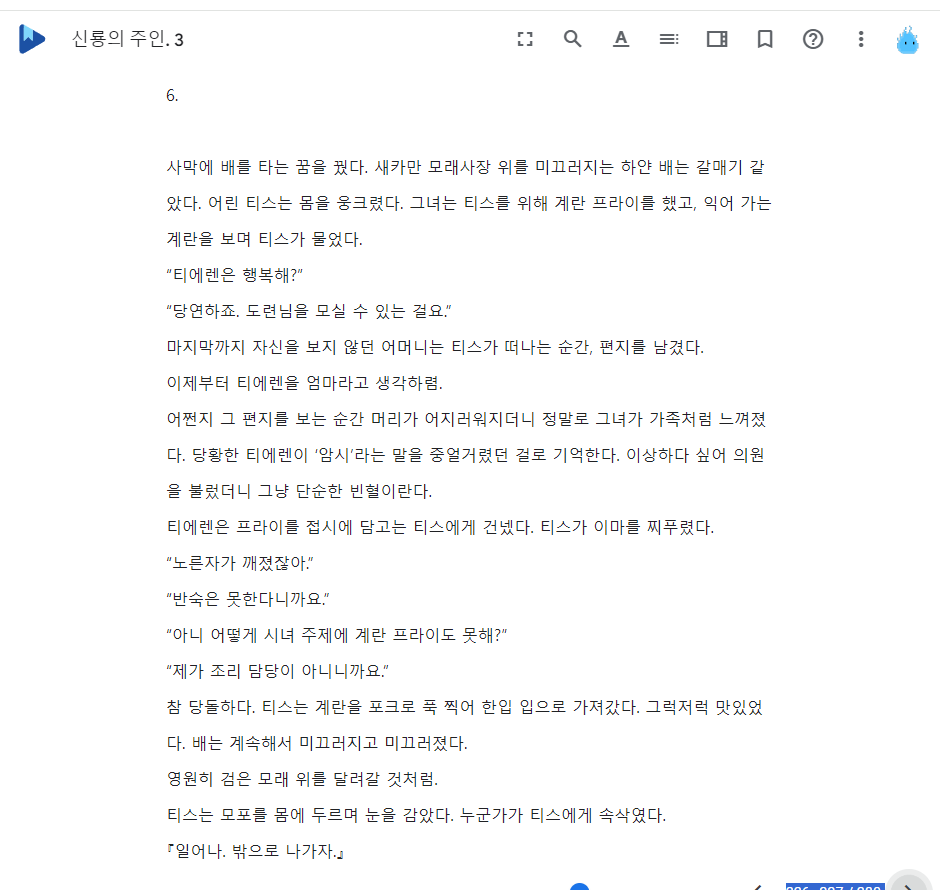 신룡의 주인. 3
6.
사막에 배를 타는 꿈을 꿨다. 새카만 모래사장 위를 미끄러지는 하얀 배는 갈매기 같
았다. 어린 티스는 몸을 웅크렸다. 그녀는 티스를 위해 계란 프라이를 했고, 익어 가는
계란을 보며 티스가 물었다.
“티에렌은 행복해?”
“당연하죠. 도련님을 모실 수 있는 걸요.”
마지막까지 자신을 보지 않던 어머니는 티스가 떠나는 순간, 편지를 남겼다.
이제부터 티에렌을 엄마라고 생각하렴.
어쩐지 그 편지를 보는 순간 머리가 어지러워지더니 정말로 그녀가 가족처럼 느껴졌
다. 당황한 티에렌이 ‘암시’라는 말을 중얼거렸던 걸로 기억한다. 이상하다 싶어 의원
을 불렀더니 그냥 단순한 빈혈이란다.
티에렌은 프라이를 접시에 담고는 티스에게 건넸다. 티스가 이마를 찌푸렸다.
“노른자가 깨졌잖아.”
“반숙은 못한다니까요.”
“아니 어떻게 시녀 주제에 계란 프라이도 못해?”
“제가 조리 담당이 아니니까요.”
참 당돌하다. 티스는 계란을 포크로 푹 찍어 한입 입으로 가져갔다. 그럭저럭 맛있었
다. 배는 계속해서 미끄러지고 미끄러졌다.
영원히 검은 모래 위를 달려갈 것처럼.
티스는 모포를 몸에 두르며 눈을 감았다. 누군가가 티스에게 속삭였다.
『일어나. 밖으로 나가자.』